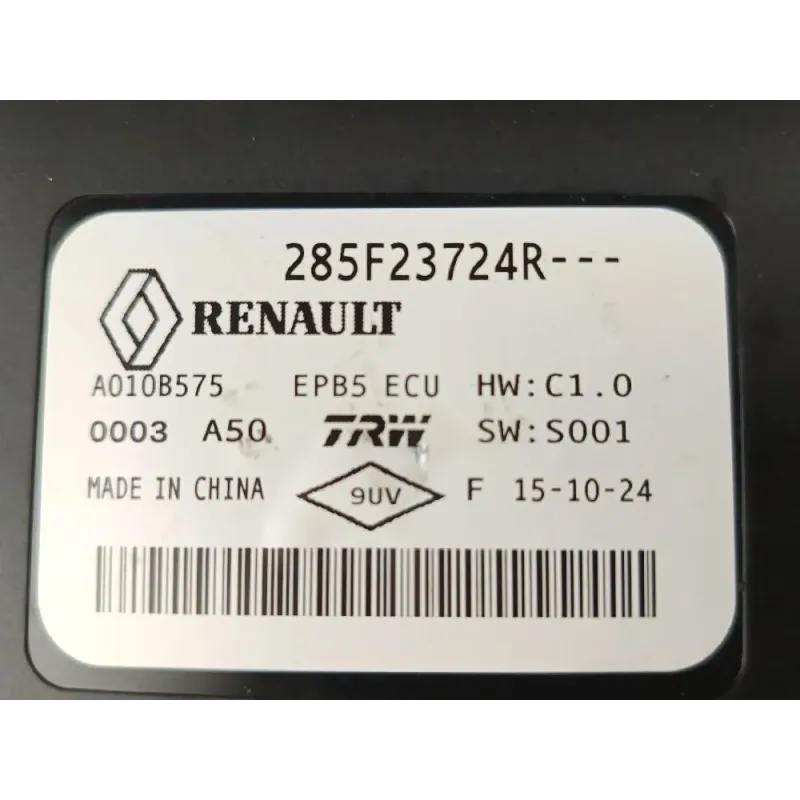 285F23724R---
RENAULT
A010B575 EPB5 ECU HW:C1.0
0003 A50 TRW SW:S001
MADE IN CHINA 9UV F 15-10-24